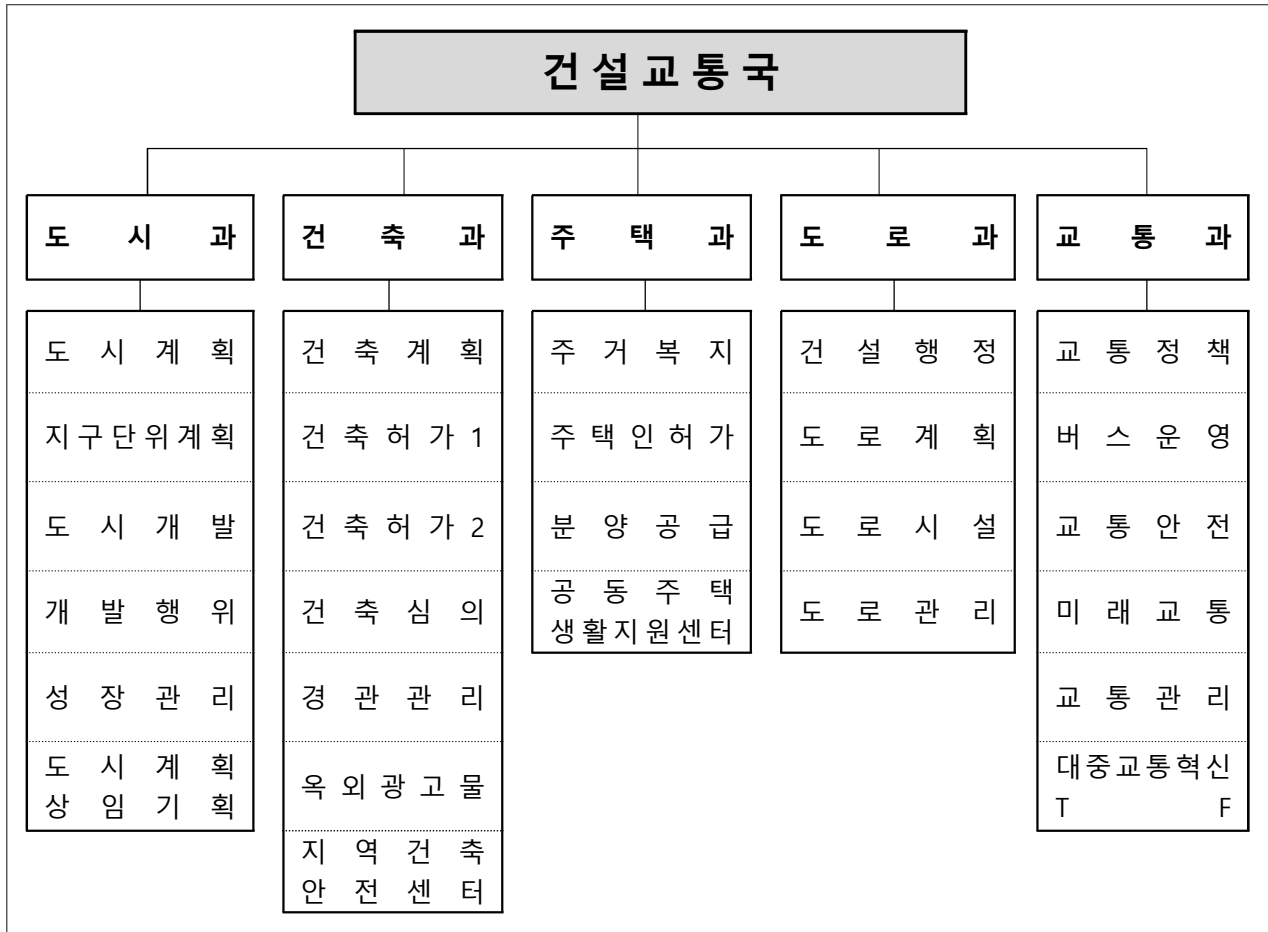 건설교통국
도시과
건축과
주택과
도로과
교통과
도시계획
지구단위계획
도시개발
개발행위
성장관리
도시계획
상임기획
건축계획
건축허가1
건축허가2
건축심의
경관관리
옥외광고물
지역건축
안전센터
주거복지
주택인허가
분양공급
공동주택
생활지원센터
건설행정
도로계획
도로시설
도로관리
교통정책
버스운영
교통안전
미래교통
교통관리
대중교통혁신
TF